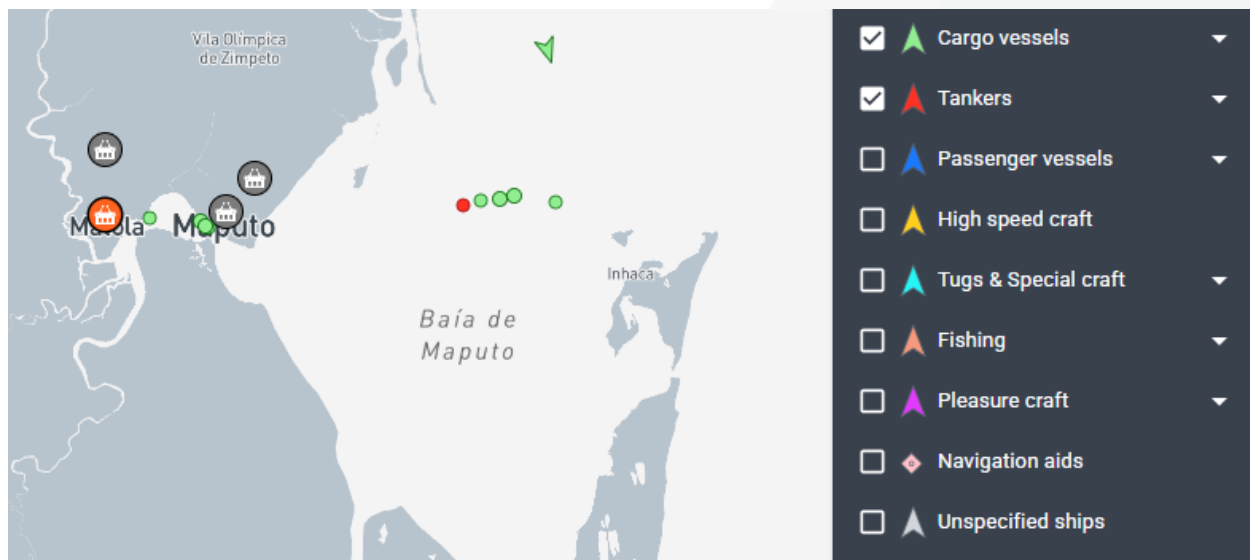 Vila Olímpica
de Zimpeto
Matola
Maputo
Inhaca
Baía de
Maputo
Cargo vessels
Tankers
Passenger vessels
High speed craft
Tugs & Special craft
Fishing
Pleasure craft
Navigation aids
Unspecified ships